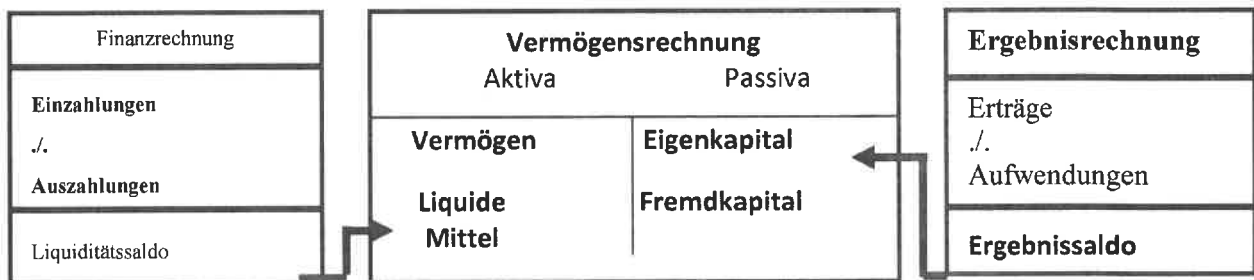 Finanzrechnung
Einzahlungen
./.
Auszahlungen
Liquiditätssaldo
Vermögensrechnung
Aktiva Passiva
Vermögen Eigenkapital
Liquide Fremdkapital
Mittel
Ergebnisrechnung
Erträge
./.
Aufwendungen
Ergebnissaldo